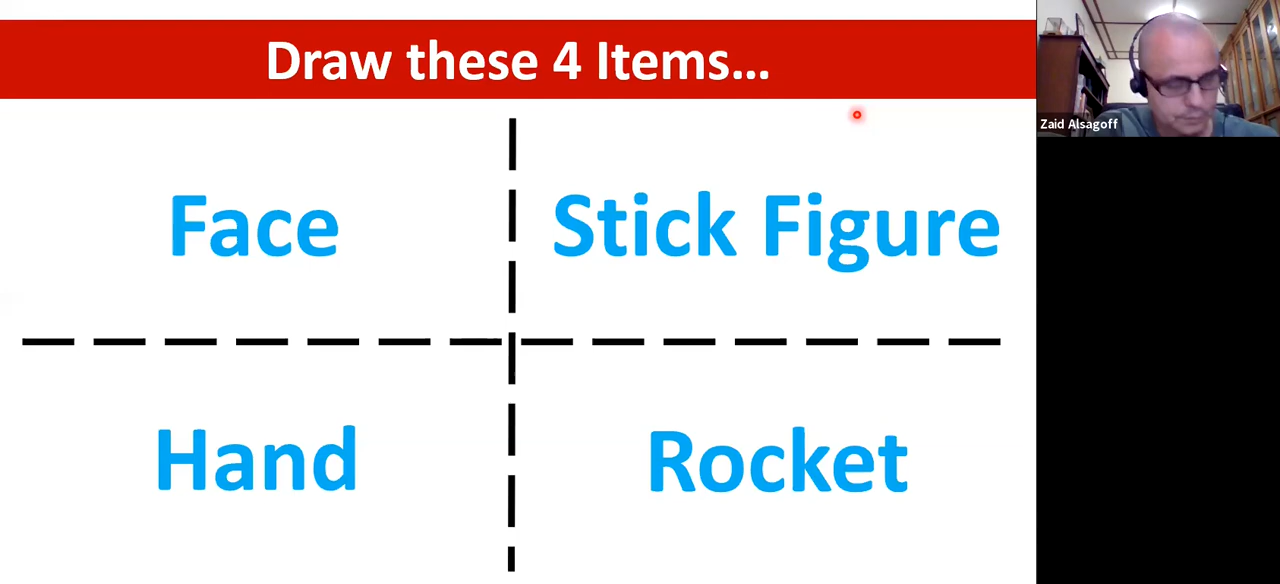 Draw these 4 Items...
Zaid Alsagoff
Face
Stick Figure
Hand
Rocket